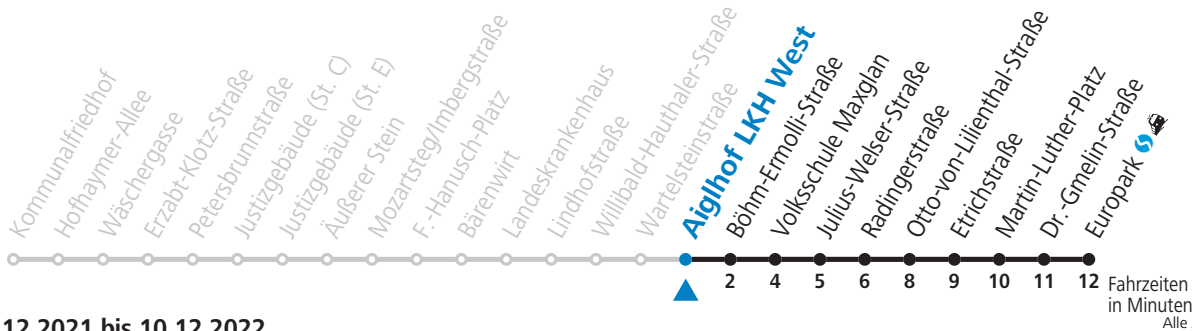 Kommunalfriedhof
Hofhaymer-Allee
Wäschergasse
Erzabt-Klotz-Straße
Petersbrunnstraße
Justizgebäude (St. C)
Justizgebäude (St. E)
Äußerer Stein
Mozartsteg/Imbergstraße
F.-Hanusch-Platz
Bärenwirt
Landeskrankenhaus
Lindhofstraße
Willibald-Hauthaler-Straße
Wartelsteinstraße
Aiglhof LKH West
Böhm-Ermolli-Straße
Volksschule Maxglan
Julius-Welser-Straße
Radingerstraße
Otto-von-Lilienthal-Straße
Etrichstraße
Martin-Luther-Platz
Dr.-Gmelin-Straße
Europark
2 4 5 6 8 9 10 11 12 Fahrzeiten
in Minuten
Alle
12.2021 bis 10.12.2022